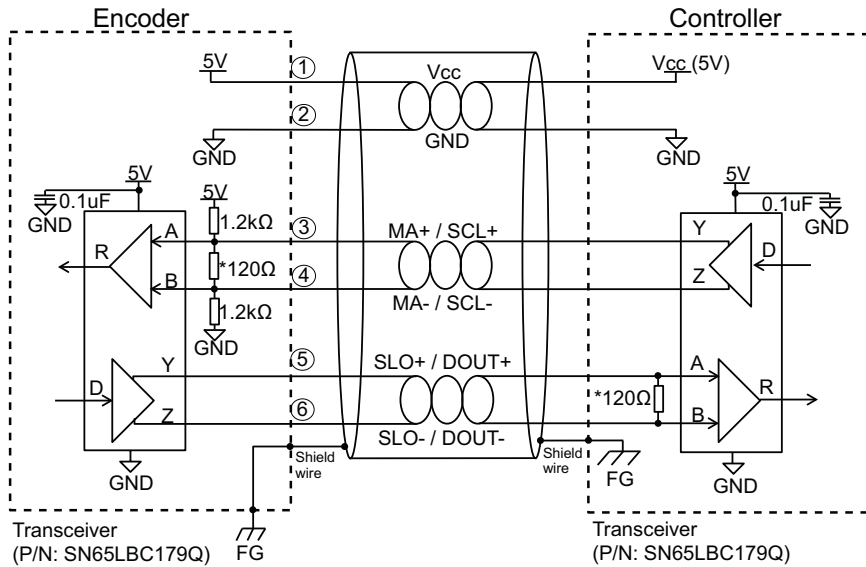 Encoder
Controller
5V
①
Vcc
Vcc (5V)
②
GND
GND
GND
5V
0.1uF
GND
5V
1.2kΩ
③
MA+ / SCL+
5V
0.1uF
GND
A
R
*120Ω
B
④
MA- / SCL-
Y
D
Z
1.2kΩ
GND
⑤
SLO+ / DOUT+
Y
D
Z
⑥
SLO- / DOUT-
*120Ω
A
R
B
GND
Shield
wire
FG
Shield
wire
FG
GND
Transceiver
(P/N: SN65LBC179Q)
Transceiver
(P/N: SN65LBC179Q)